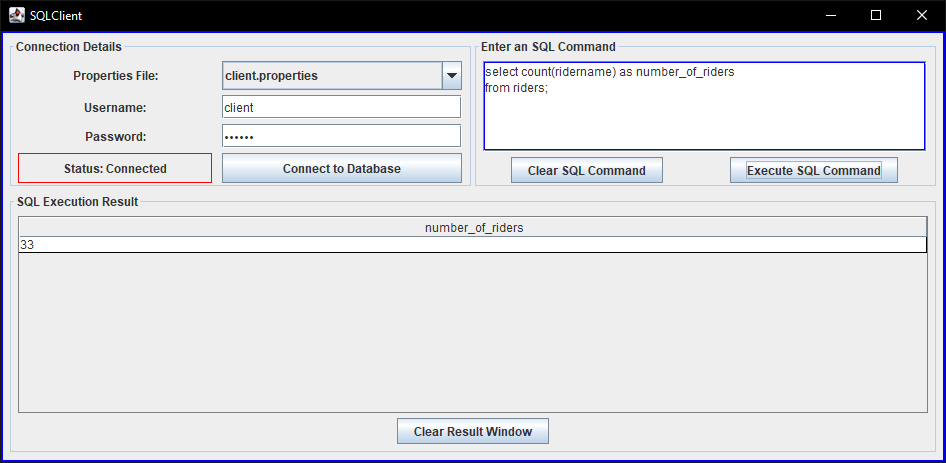 SQLClient
Connection Details
Properties File:
client.properties
Username:
client
Password:
••••••
Status: Connected
Connect to Database
Enter an SQL Command
select count(ridername) as number_of_riders
from riders;
Clear SQL Command
Execute SQL Command
SQL Execution Result
number_of_riders
33
Clear Result Window